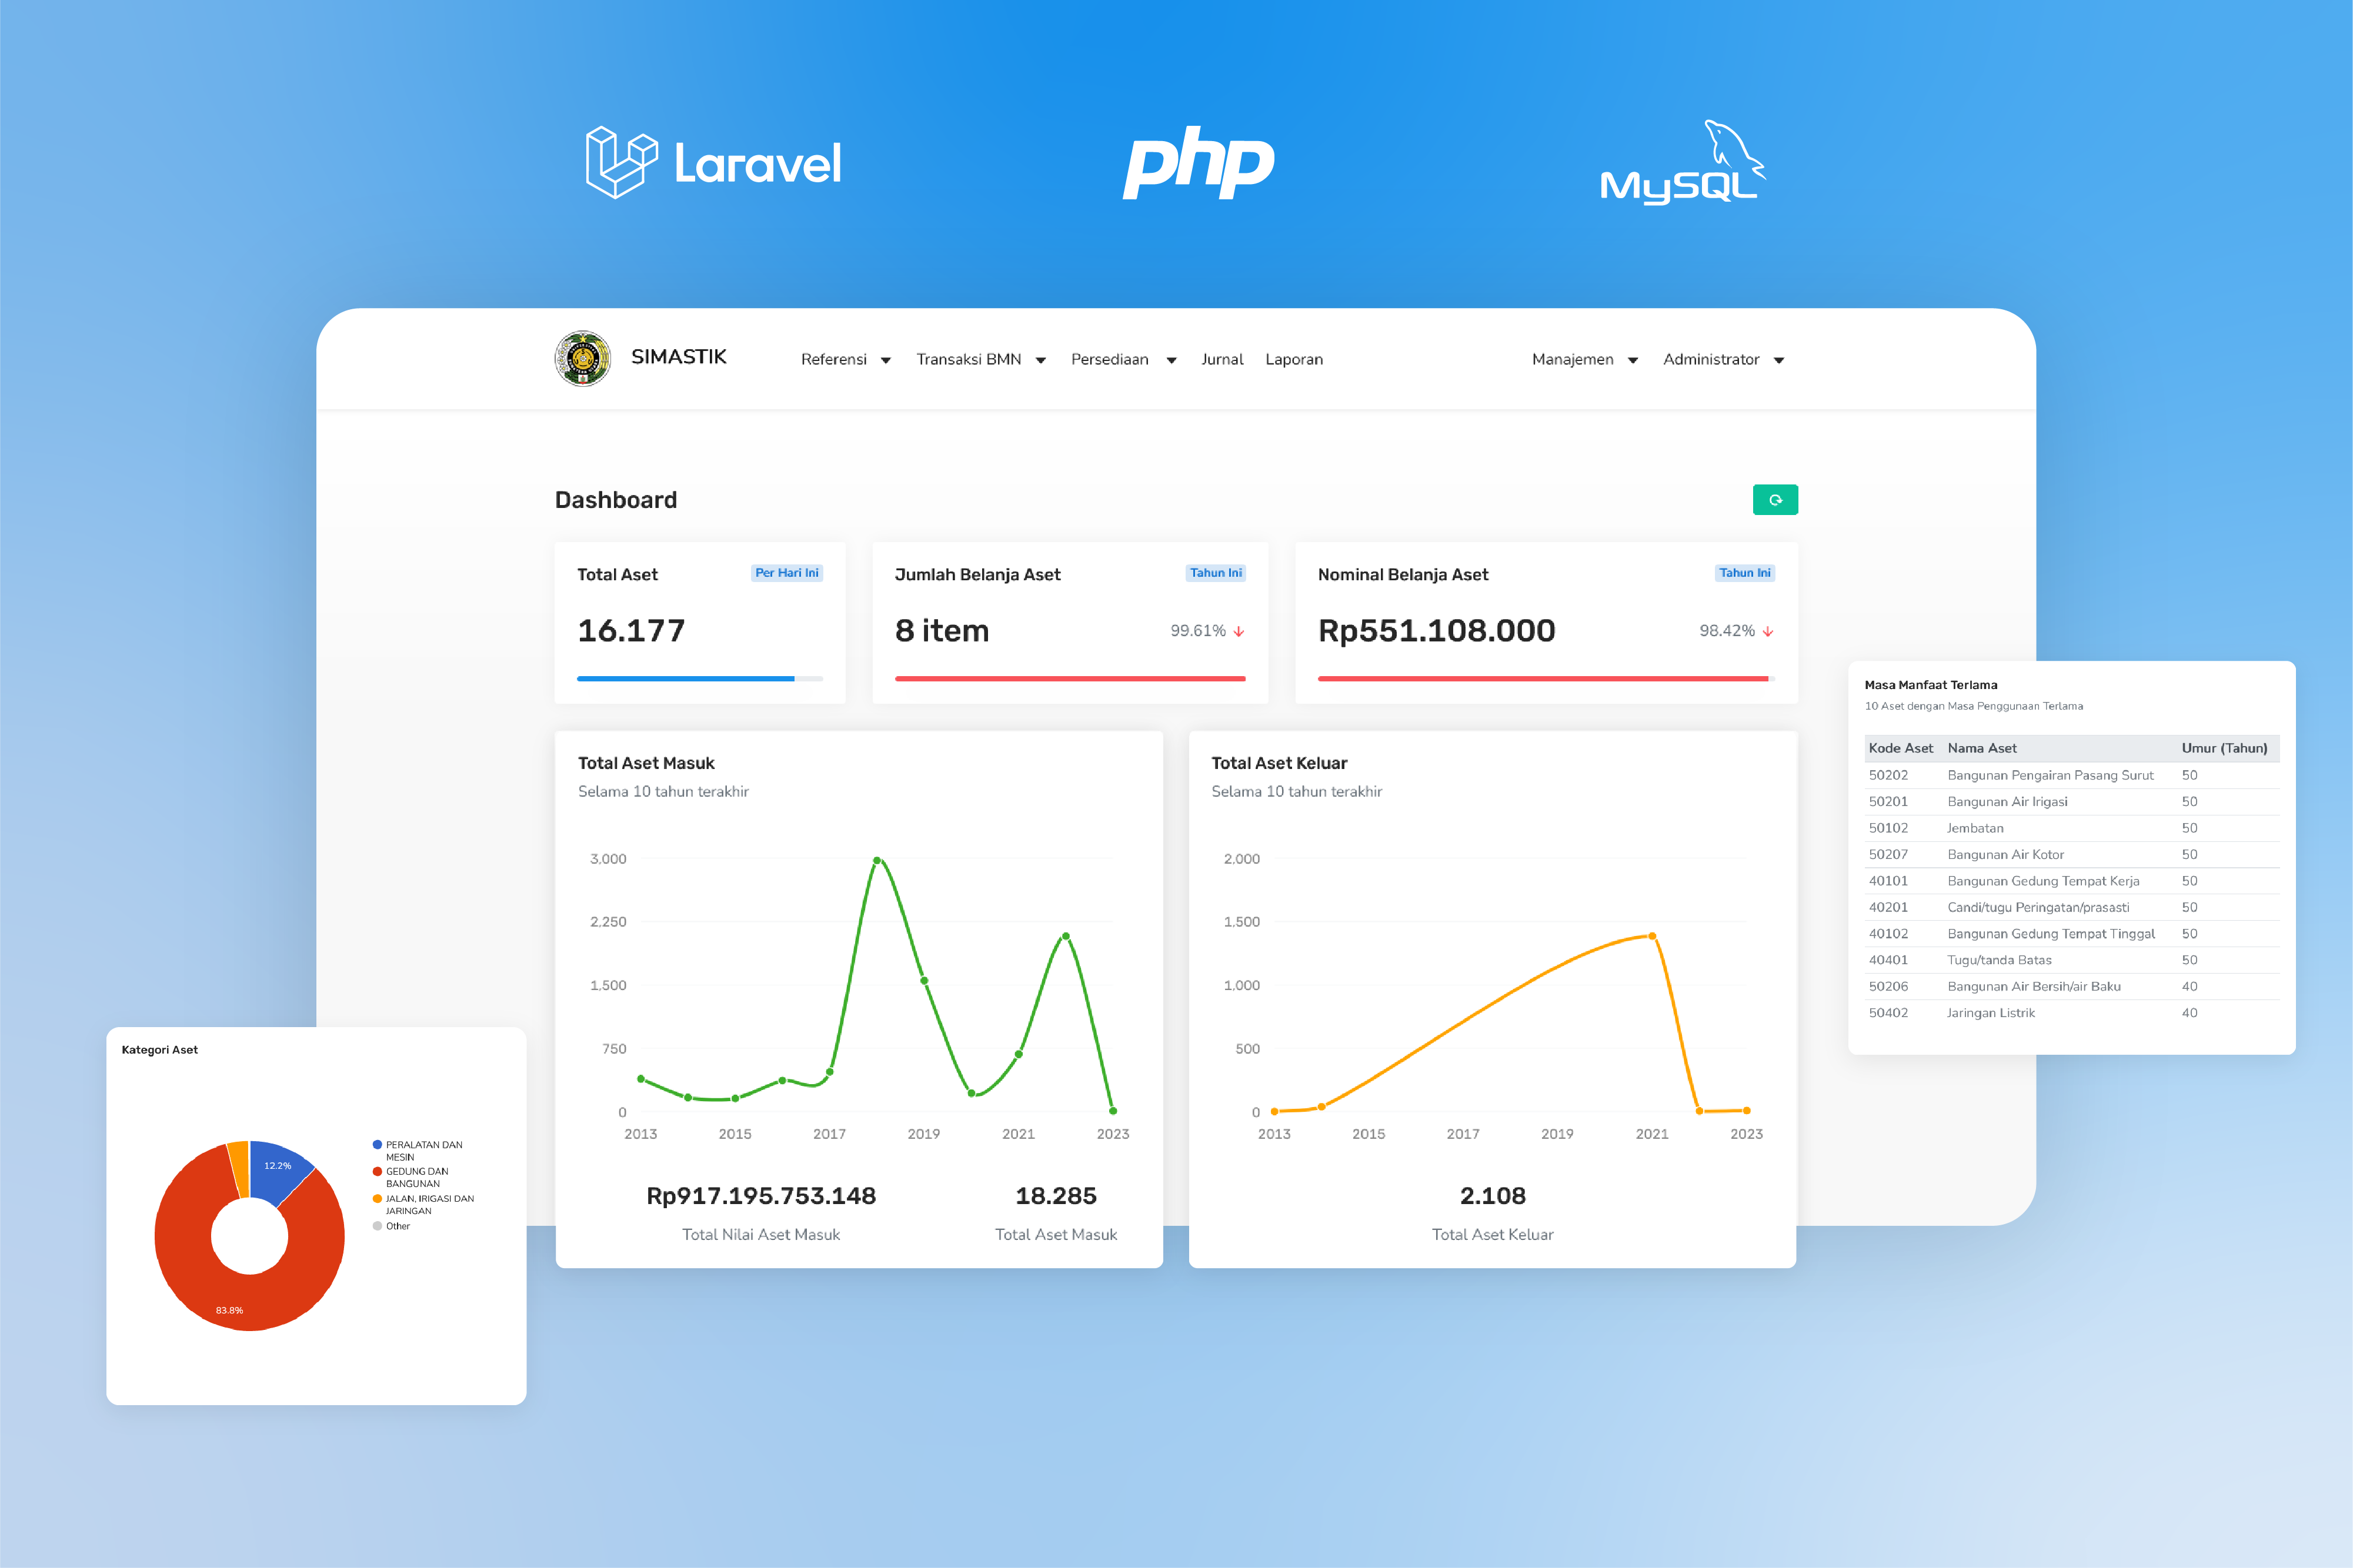 Laravel
php
MySQL
SIMASTIK
Referensi
Transaksi BMN
Persediaan
Jurnal
Laporan
Manajemen
Administrator
Dashboard
Total Aset
Per Hari Ini
16.177
Jumlah Belanja Aset
Tahun Ini
8 item
99.61%
Nominal Belanja Aset
Tahun Ini
Rp551.108.000
98.42%
Total Aset Masuk
Selama 10 tahun terakhir
3,000
2,250
1,500
750
0
2013 2015 2017 2019 2021 2023
Rp917.195.753.148
Total Nilai Aset Masuk
18.285
Total Aset Masuk
Total Aset Keluar
Selama 10 tahun terakhir
2,000
1,500
1,000
500
0
2013 2015 2017 2019 2021 2023
2.108
Total Aset Keluar
Masa Manfaat Terlama
10 Aset dengan Masa Penggunaan Terlama
Kode Aset Nama Aset Umur (Tahun)
50202 Bangunan Pengairan Pasang Surut 50
50201 Bangunan Air Irigasi 50
50102 Jembatan 50
50207 Bangunan Air Kotor 50
40101 Bangunan Gedung Tempat Kerja 50
40201 Candi/tugu Peringatan/prasasti 50
40102 Bangunan Gedung Tempat Tinggal 50
40401 Tugu/tanda Batas 50
50206 Bangunan Air Bersih/air Baku 40
50402 Jaringan Listrik 40
Kategori Aset
12.2%
83.8%
PERALATAN DAN
MESIN
GEDUNG DAN
BANGUNAN
JALAN, IRIGASI DAN
JARINGAN
Other